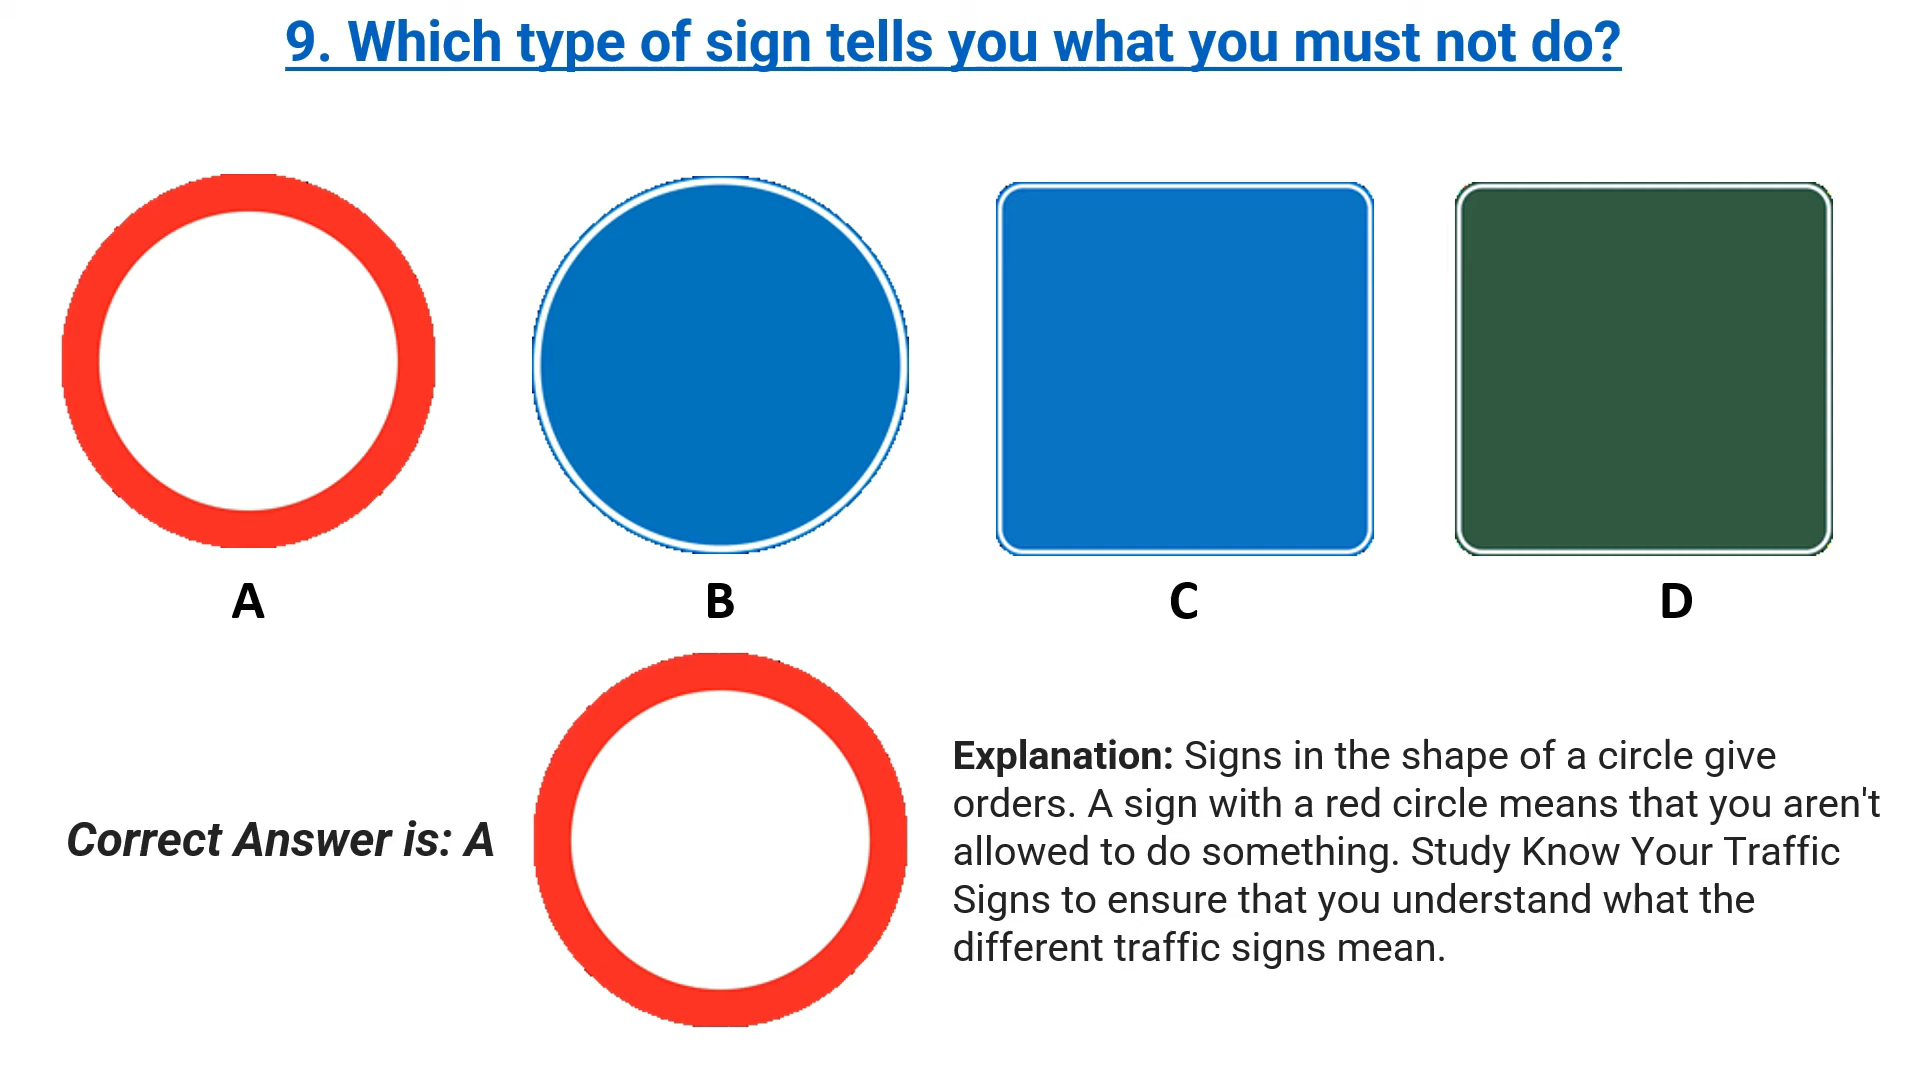 9. Which type of sign tells you what you must not do?
A
B
C
D
Correct Answer is: A
Explanation: Signs in the shape of a circle give
orders. A sign with a red circle means that you aren't
allowed to do something. Study Know Your Traffic
Signs to ensure that you understand what the
different traffic signs mean.